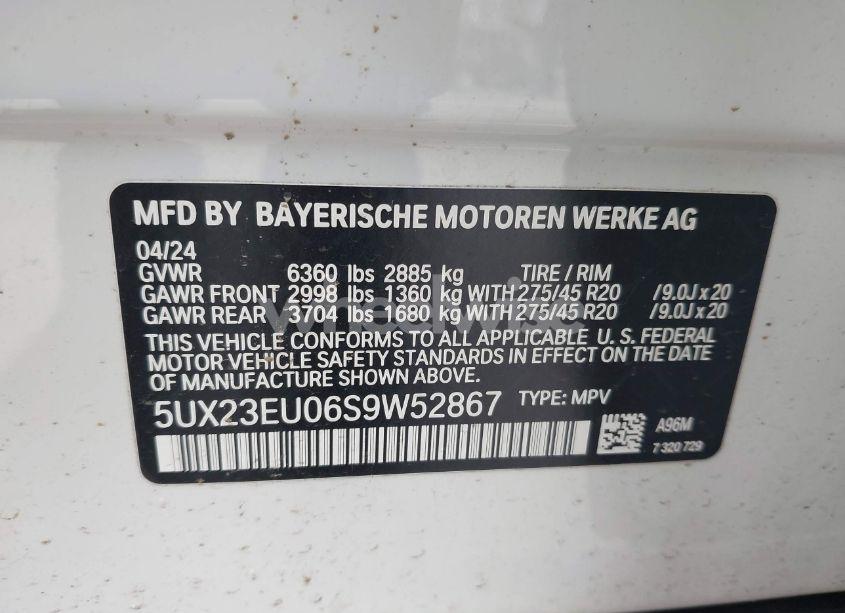 MFD BY BAYERISCHE MOTOREN WERKE AG
04/24
GVWR 6360 lbs 2885 kg TIRE / RIM
GAWR FRONT 2998 lbs 1360 kg WITH 275/45 R20 /9.0J x 20
GAWR REAR 3704 lbs 1680 kg WITH 275/45 R20 /9.0J x 20
THIS VEHICLE CONFORMS TO ALL APPLICABLE U. S. FEDERAL
MOTOR VEHICLE SAFETY STANDARDS IN EFFECT ON THE DATE
OF MANUFACTURE SHOWN ABOVE.
5UX23EU06S9W52867 TYPE: MPV
A96M
7 320 729